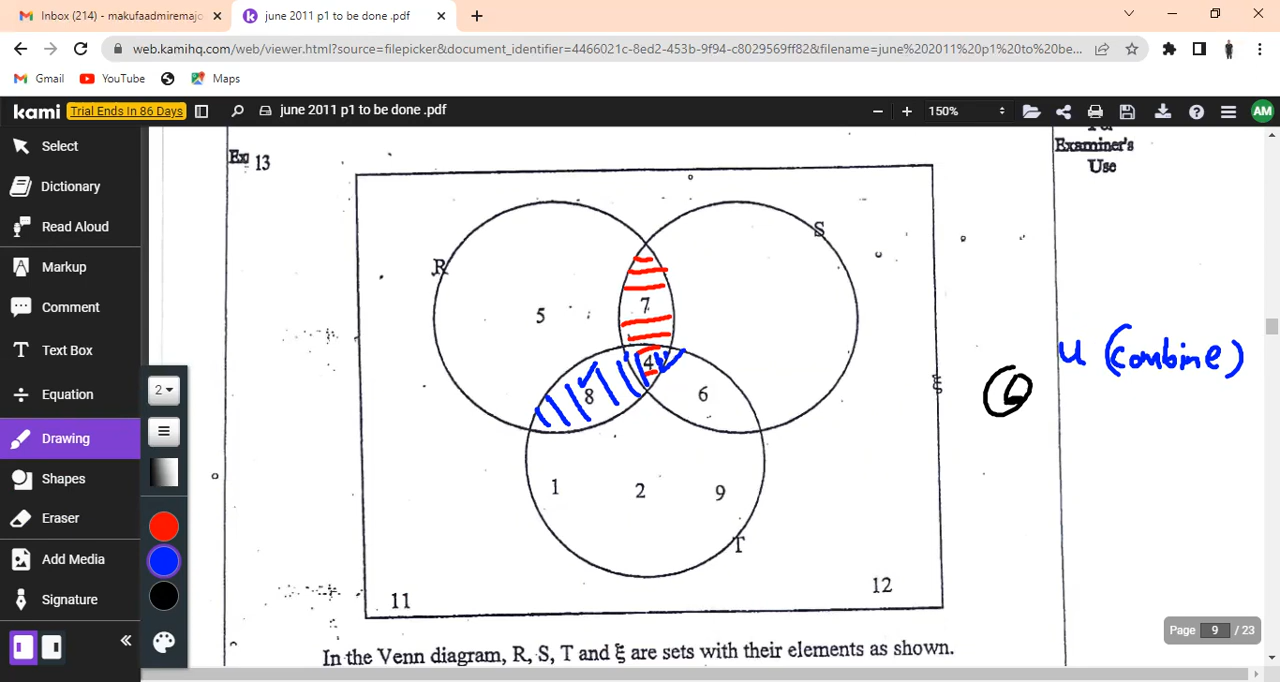 Inbox (214) - makufaadmiremajo
june 2011 p1 to be done .pdf
web.kamihq.com/web/viewer.html?source=filepicker&document_identifier=4466021c-8ed2-453b-9f94-c8029569ff82&filename=june%202011%20p1%20to%20be...
Gmail
YouTube
Maps
kami
Trial Ends In 86 Days
june 2011 p1 to be done .pdf
150%
AM
Select
Dictionary
Read Aloud
Markup
Comment
Text Box
Equation
Drawing
Shapes
Eraser
Add Media
Signature
2
13
Examiner's
Use
R
S
5
7
4
8
6
1
2
9
T
ξ
11
12
U (combine)
In the Venn diagram, R, S, T and ξ are sets with their elements as shown.
Page 9 / 23